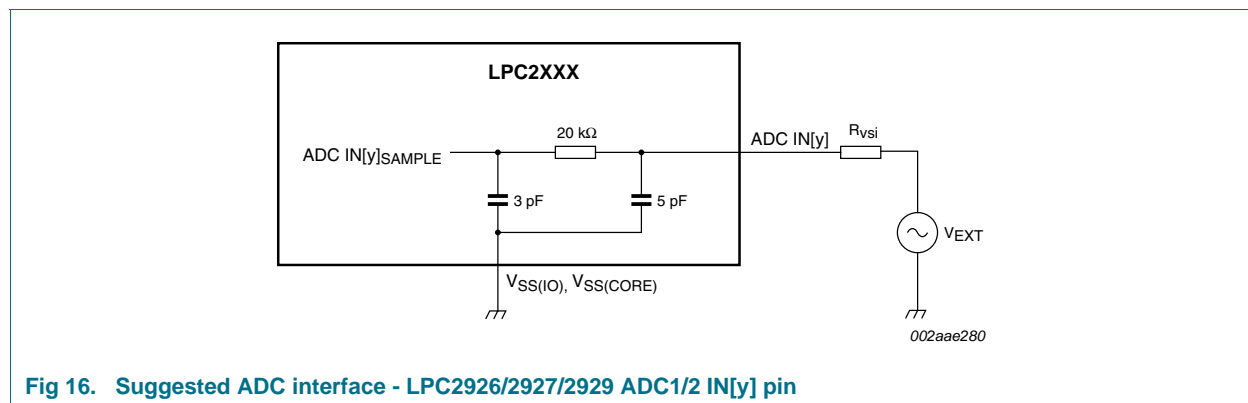 LPC2XXX
20 kΩ
ADC IN[y]
Rvsi
ADC IN[y]SAMPLE
3 pF
5 pF
VEXT
VSS(IO), VSS(CORE)
002aae280
Fig 16. Suggested ADC interface - LPC2926/2927/2929 ADC1/2 IN[y] pin